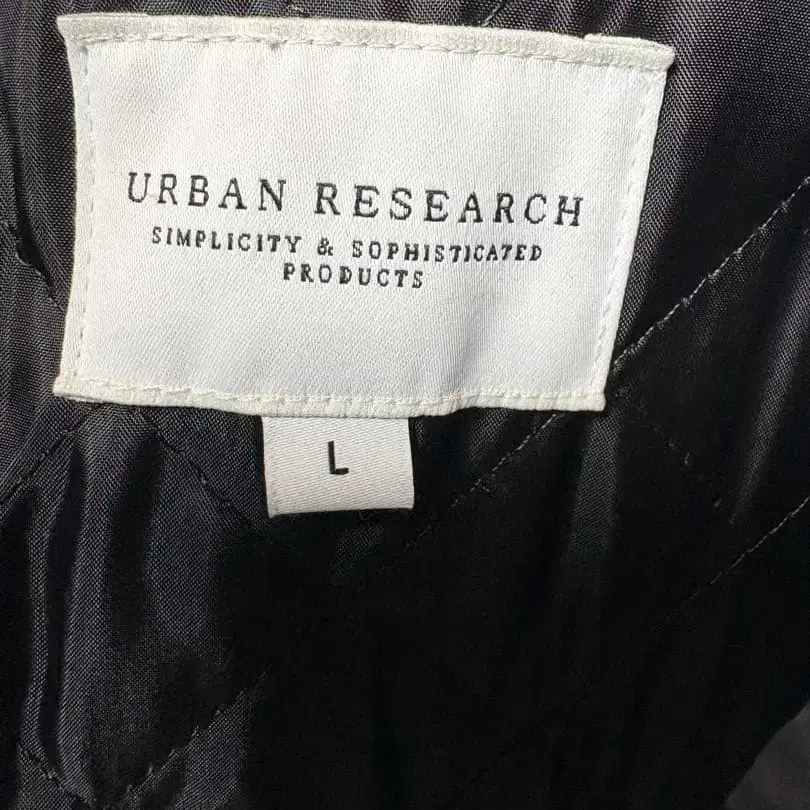 URBAN RESEARCH
SIMPLICITY & SOPHISTICATED
PRODUCTS
L